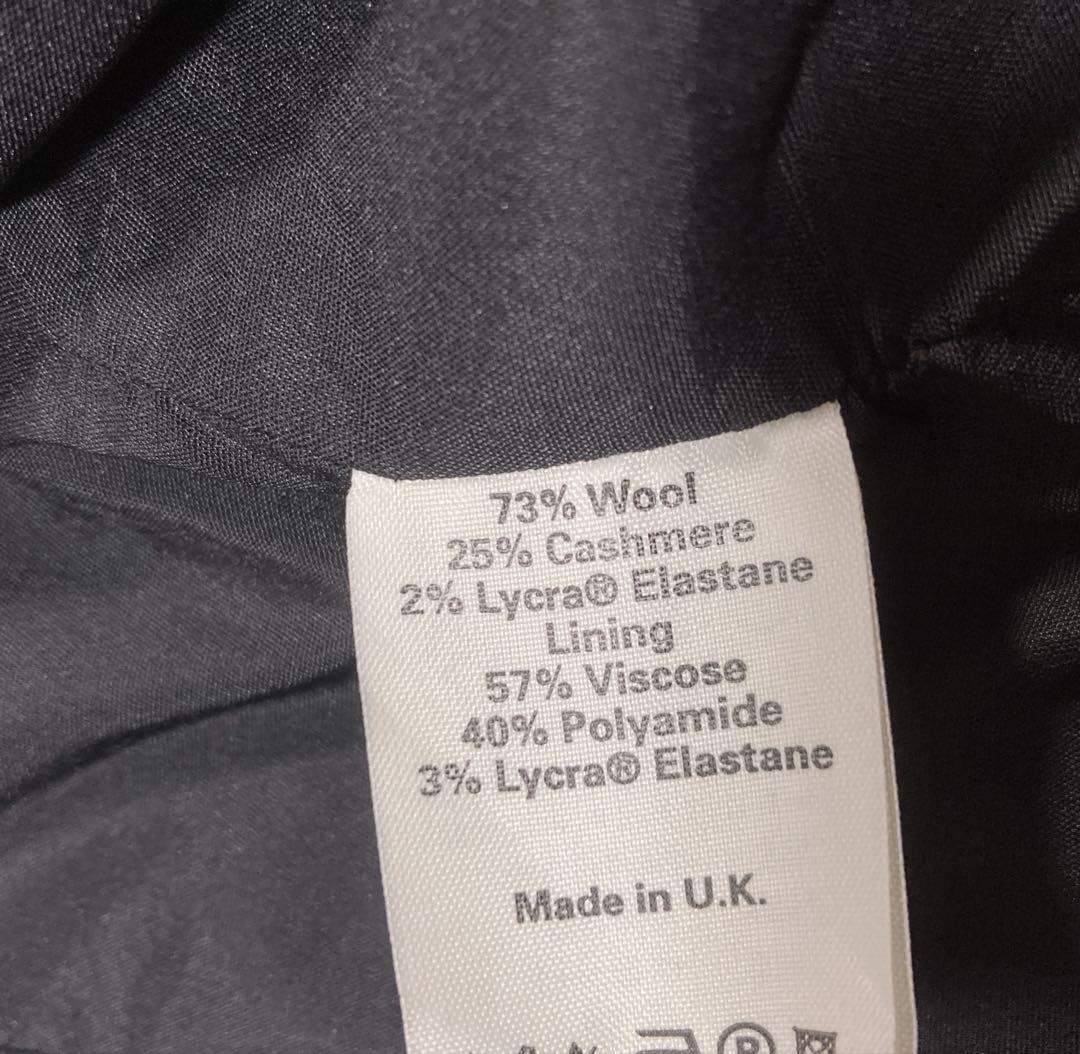 73% Wool
25% Cashmere
2% Lycra® Elastane
Lining
57% Viscose
40% Polyamide
3% Lycra® Elastane
Made in U.K.
P